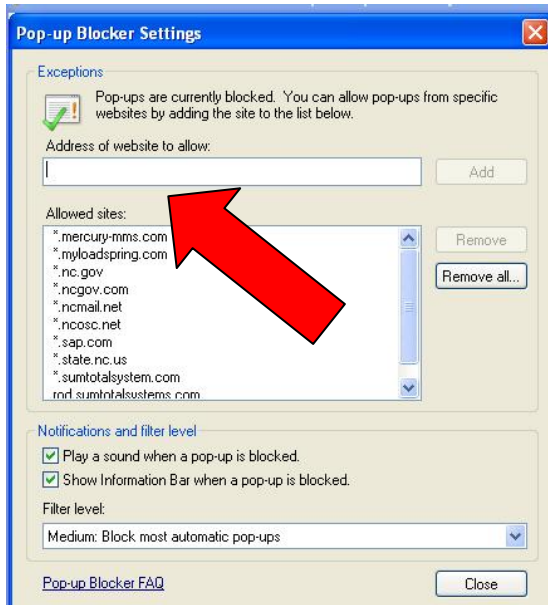 Pop-up Blocker Settings
Exceptions
Pop-ups are currently blocked. You can allow pop-ups from specific
websites by adding the site to the list below.
Address of website to allow:
Add
Allowed sites:
*.mercury-mms.com
*.myloadspring.com
*.nc.gov
*.ncgov.com
*.ncmail.net
*.ncosc.net
*.sap.com
*.state.nc.us
*.sumtotalsystem.com
rod.sumtotalsystems.com
Remove
Remove all...
Notifications and filter level
Play a sound when a pop-up is blocked.
Show Information Bar when a pop-up is blocked.
Filter level:
Medium: Block most automatic pop-ups
Pop-up Blocker FAQ
Close